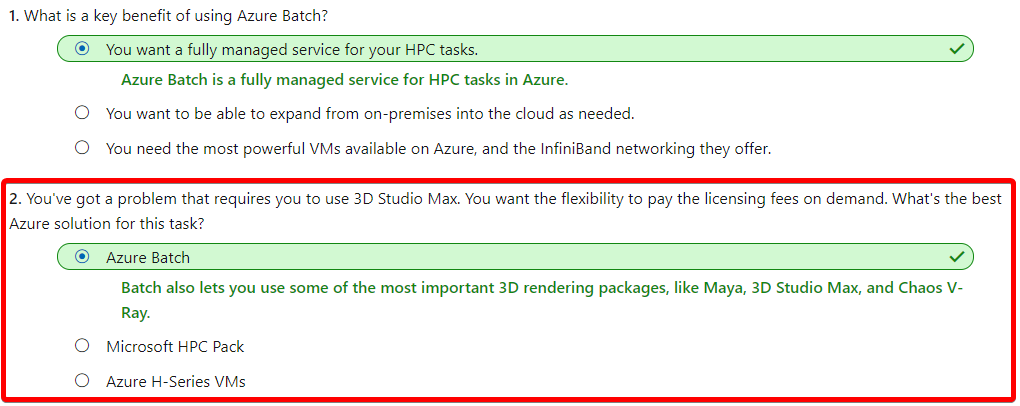 1. What is a key benefit of using Azure Batch?
You want a fully managed service for your HPC tasks.
Azure Batch is a fully managed service for HPC tasks in Azure.
You want to be able to expand from on-premises into the cloud as needed.
You need the most powerful VMs available on Azure, and the InfiniBand networking they offer.
2. You've got a problem that requires you to use 3D Studio Max. You want the flexibility to pay the licensing fees on demand. What's the best
Azure solution for this task?
Azure Batch
Batch also lets you use some of the most important 3D rendering packages, like Maya, 3D Studio Max, and Chaos V-
Ray.
Microsoft HPC Pack
Azure H-Series VMs